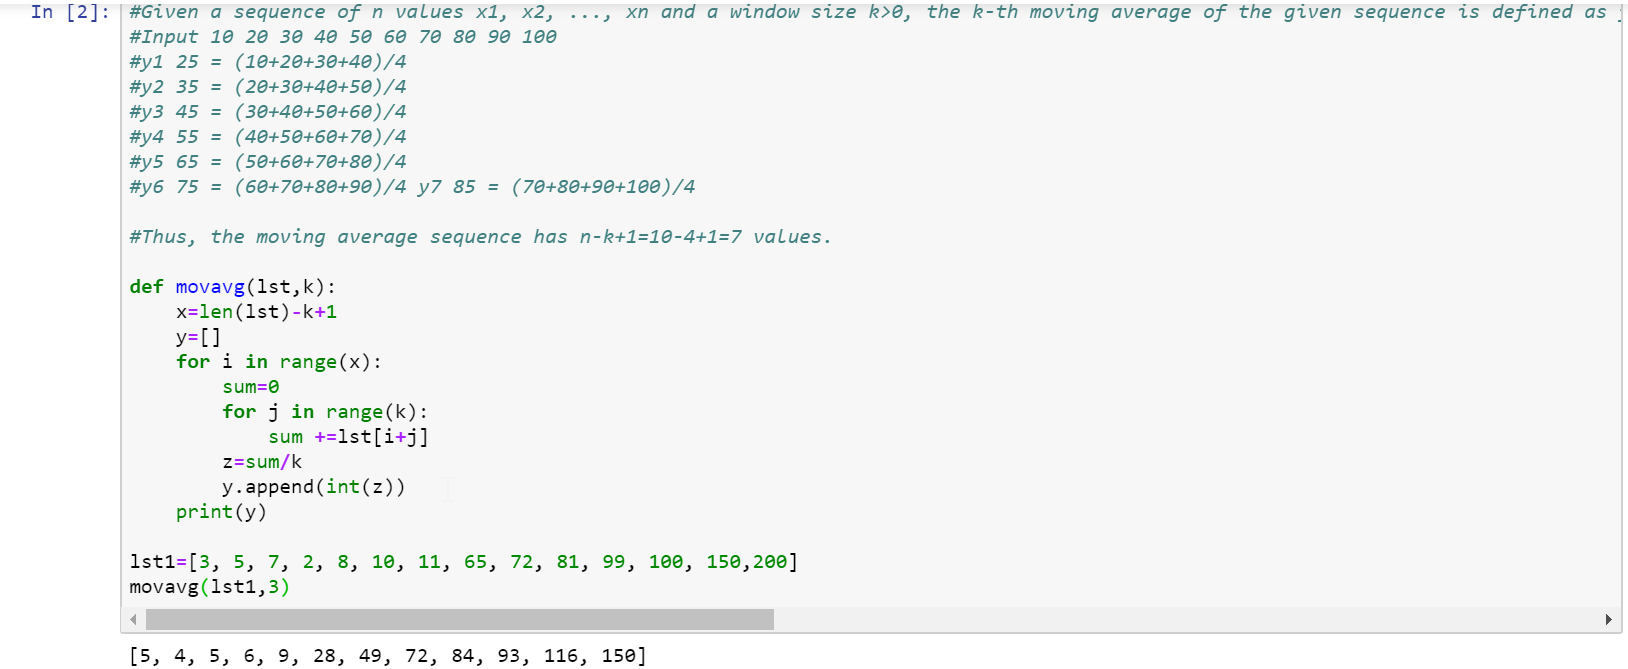 In [2]: #Given a sequence of n values x1, x2, ..., xn and a window size k>0, the k-th moving average of the given sequence is defined as
#Input 10 20 30 40 50 60 70 80 90 100
#y1 25 = (10+20+30+40)/4
#y2 35 = (20+30+40+50)/4
#y3 45 = (30+40+50+60)/4
#y4 55 = (40+50+60+70)/4
#y5 65 = (50+60+70+80)/4
#y6 75 = (60+70+80+90)/4 y7 85 = (70+80+90+100)/4
#Thus, the moving average sequence has n-k+1=10-4+1=7 values.
def movavg(lst,k):
    x=len(lst)-k+1
    y=[]
    for i in range(x):
        sum=0
        for j in range(k):
            sum +=lst[i+j]
        z=sum/k
        y.append(int(z))
    print(y)
lst1=[3, 5, 7, 2, 8, 10, 11, 65, 72, 81, 99, 100, 150,200]
movavg(lst1,3)
[5, 4, 5, 6, 9, 28, 49, 72, 84, 93, 116, 150]